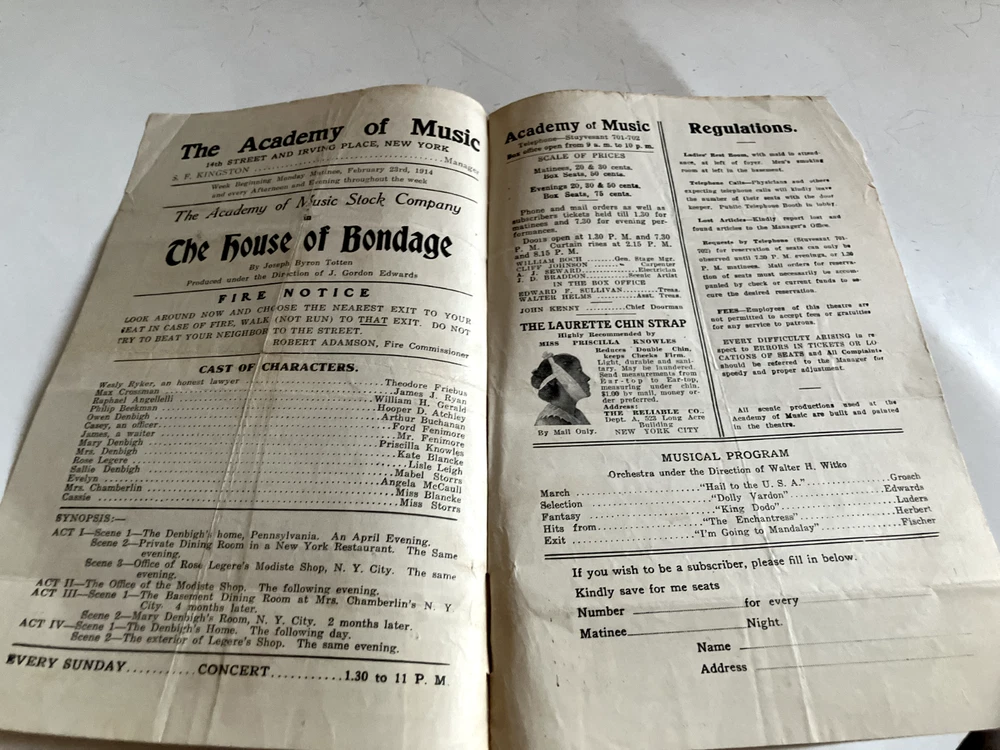 The Academy of Music
14th STREET AND IRVING PLACE, NEW YORK
S. F. KINGSTON ........ Manager
Week Beginning Monday Matinee, February 23rd, 1914
and every Afternoon and Evening throughout the week
The Academy of Music Stock Company
in
The House of Bondage
By Joseph Byron Totten
Produced under the Direction of J. Gordon Edwards
FIRE NOTICE
LOOK AROUND NOW AND CHOOSE THE NEAREST EXIT TO YOUR
SEAT IN CASE OF FIRE, WALK (NOT RUN) TO THAT EXIT. DO NOT
TRY TO BEAT YOUR NEIGHBOR TO THE STREET.
ROBERT ADAMSON, Fire Commissioner
CAST OF CHARACTERS.
Wesly Ryker, an honest lawyer ........ Theodore Friebus
Max Crossman ........ James J. Ryan
Raphael Angellelli ........ William H. Gerald
Philip Beekman ........ Hooper D. Atchley
Owen Denbigh ........ Arthur Buchanan
Casey, an officer ........ Ford Fenimore
James, a waiter ........ Mr. Fenimore
Mary Denbigh ........ Priscilla Knowles
Mrs. Denbigh ........ Kate Blancke
Rose Legere ........ Lisle Leigh
Sallie Denbigh ........ Mabel Storrs
Evelyn ........ Angela McCaull
Mrs. Chamberlin ........ Miss Blancke
Cassie ........ Miss Storrs
SYNOPSIS:—
ACT I—Scene 1—The Denbigh's home, Pennsylvania. An April Evening.
Scene 2—Private Dining Room in a New York Restaurant. The Same
evening.
Scene 3—Office of Rose Legere's Modiste Shop, N. Y. City. The same
evening.
ACT II—The Office of the Modiste Shop. The following evening.
ACT III—Scene 1—The Basement Dining Room at Mrs. Chamberlin's N. Y
City. 4 months later.
Scene 2—Mary Denbigh's Room, N. Y. City. 2 months later.
ACT IV—Scene 1—The Denbigh's Home. The following day.
Scene 2—The exterior of Legere's Shop. The same evening.
EVERY SUNDAY..........CONCERT...........1.30 to 11 P. M.
Academy of Music
Telephone—Stuyvesant 701-702
Box office open from 9 a. m. to 10 p. m.
SCALE OF PRICES
Matinees, 20 & 30 cents.
Box Seats, 50 cents.
Evenings 20, 30 & 50 cents.
Box Seats, 75 cents.
Phone and mail orders as well as
subscribers tickets held till 1.30 for
matinees and 7.30 for evening per-
formances.
Doors open at 1.30 P. M. and 7.30
P. M. Curtain rises at 2.15 P. M.
and 8.15 P. M.
WILLIAM BOCH ........ Gen. Stage Mgr.
CLIFF JOHNSON ........ Carpenter
A. J. SEWARD ........ Electrician
J. D. BRADDON ........ Scenic Artist
IN THE BOX OFFICE
EDWARD F. SULLIVAN ........ Treas.
WALTER HELMS ........ Asst. Treas.
JOHN KENNY ........ Chief Doorman
THE LAURETTE CHIN STRAP
Highly Recommended by
MISS PRISCILLA KNOWLES
Reduces Double Chin,
keeps Cheeks Firm.
Light, durable and sani-
tary. May be laundered.
Send measurements from
Ear-top to Ear-top,
measuring under chin.
$1.00 by mail, money or-
der preferred.
Address:
THE RELIABLE CO.
Dept. A, 523 Long Acre
Building
By Mail Only. NEW YORK CITY
Regulations.
Ladies' Rest Room, with maid in attend-
ance, at left of foyer. Men's smoking
room at left in the basement.
Telephone Calls—Physicians and others
expecting telephone calls will kindly leave
the number of their seats with the door
keeper. Public Telephone Booth in lobby.
Lost Articles—Kindly report lost and
found articles to the Manager's Office.
Requests by Telephone (Stuyvesant 701-
702) for reservation of seats can only be
observed until 7.30 P. M. evenings, or 1.30
P. M. matinees. Mail orders for reserva-
tion of seats must necessarily be accom-
panied by check or current funds to se-
cure the desired reservation.
FEES—Employees of this theatre are
not permitted to accept fees or gratuities
for any service to patrons.
EVERY DIFFICULTY ARISING in re
spect to ERRORS IN TICKETS OR LO
CATIONS OF SEATS and All Complaints
should be referred to the Manager for
speedy and proper adjustment.
All scenic productions used at the
Academy of Music are built and painted
in the theatre.
MUSICAL PROGRAM
Orchestra under the Direction of Walter H. Witko
March ........ "Hail to the U. S. A." ........ Grosch
Selection ........ "Dolly Vardon" ........ Edwards
Fantasy ........ "King Dodo" ........ Luders
Hits from ........ "The Enchantress" ........ Herbert
Exit ........ "I'm Going to Mandalay" ........ Fischer
If you wish to be a subscriber, please fill in below.
Kindly save for me seats
Number ________ for every
Matinee ________ Night.
Name ________
Address ________